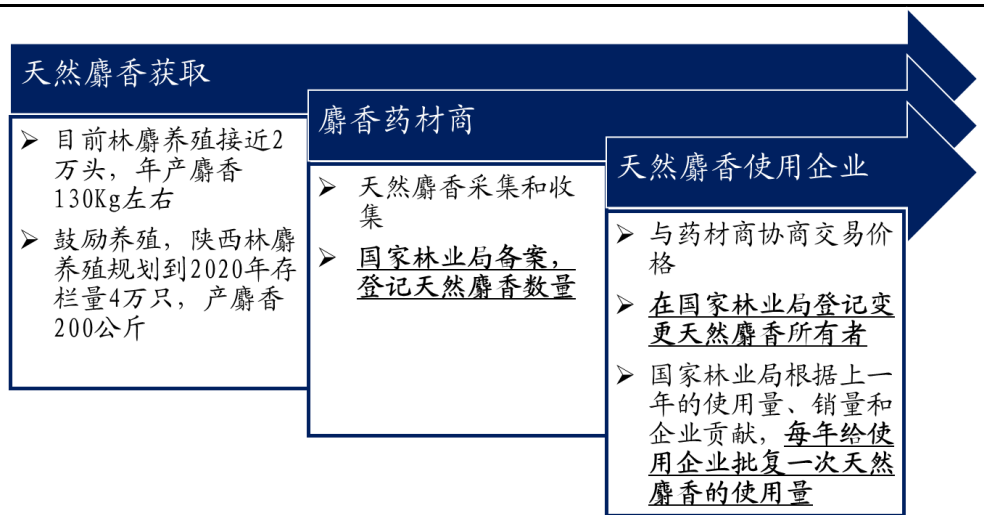 天然麝香获取
➢ 目前林麝养殖接近2
万头，年产麝香
130Kg左右
➢ 鼓励养殖，陕西林麝
养殖规划到2020年存
栏量4万只，产麝香
200公斤
麝香药材商
➢ 天然麝香采集和收
集
➢ 国家林业局备案，
登记天然麝香数量
天然麝香使用企业
➢ 与药材商协商交易价
格
➢ 在国家林业局登记变
更天然麝香所有者
➢ 国家林业局根据上一
年的使用量、销量和
企业贡献，每年给使
用企业批复一次天然
麝香的使用量